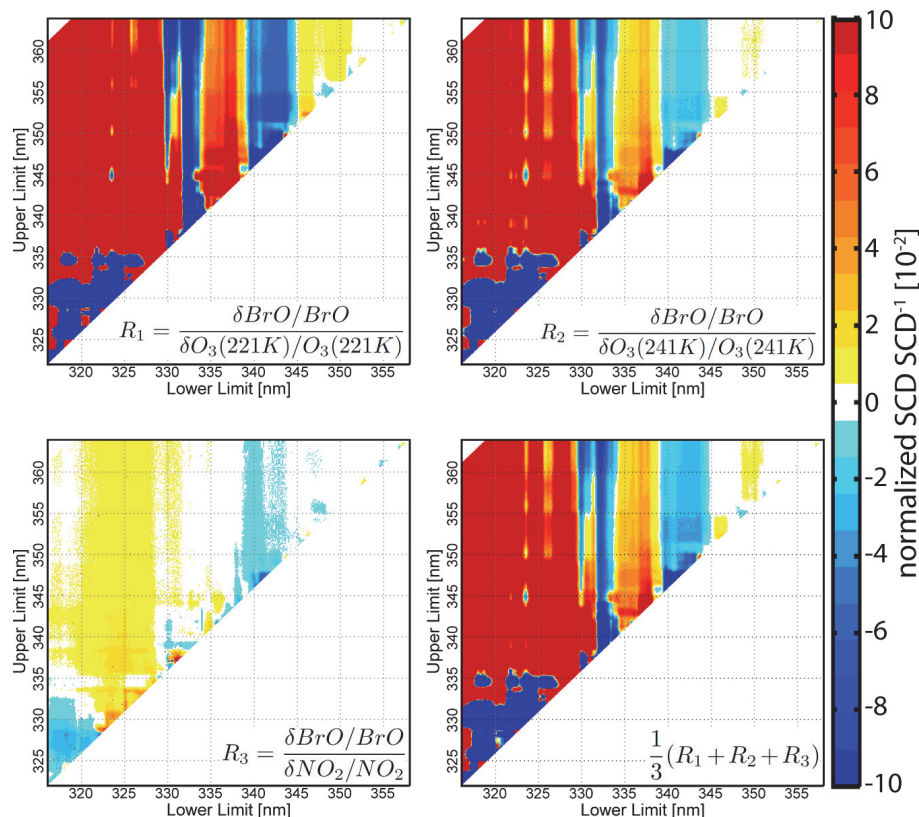 360
355
350
345
340
335
330
325
Upper Limit [nm]
R₁ = δBrO/BrO / δO₃(221K)/O₃(221K)
320 325 330 335 340 345 350 355
Lower Limit [nm]
360
355
350
345
340
335
330
325
Upper Limit [nm]
R₂ = δBrO/BrO / δO₃(241K)/O₃(241K)
320 325 330 335 340 345 350 355
Lower Limit [nm]
360
355
350
345
340
335
330
325
Upper Limit [nm]
R₃ = δBrO/BrO / δNO₂/NO₂
320 325 330 335 340 345 350 355
Lower Limit [nm]
360
355
350
345
340
335
330
325
Upper Limit [nm]
1/3 (R₁ + R₂ + R₃)
320 325 330 335 340 345 350 355
Lower Limit [nm]
10
8
6
4
2
0
-2
-4
-6
-8
-10
normalized SCD SCD⁻¹ [10⁻²]